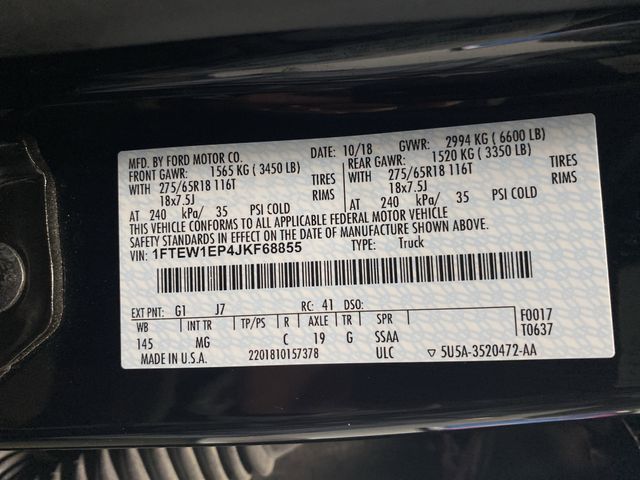 MFD. BY FORD MOTOR CO. DATE: 10/18 GVWR: 2994 KG ( 6600 LB)
FRONT GAWR: 1565 KG ( 3450 LB) REAR GAWR: 1520 KG ( 3350 LB)
WITH 275/65R18 116T TIRES WITH 275/65R18 116T TIRES
18x7.5J RIMS 18x7.5J RIMS
AT 240 kPa/ 35 PSI COLD AT 240 kPa/ 35 PSI COLD
THIS VEHICLE CONFORMS TO ALL APPLICABLE FEDERAL MOTOR VEHICLE
SAFETY STANDARDS IN EFFECT ON THE DATE OF MANUFACTURE SHOWN ABOVE.
VIN: 1FTEW1EP4JKF68855 TYPE: Truck
EXT PNT: G1 J7 RC: 41 DSO: F0017
WB INT TR TP/PS R AXLE TR SPR T0637
145 MG C 19 G SSAA
MADE IN U.S.A. 2201810157378 ULC ▽ 5U5A-3520472-AA